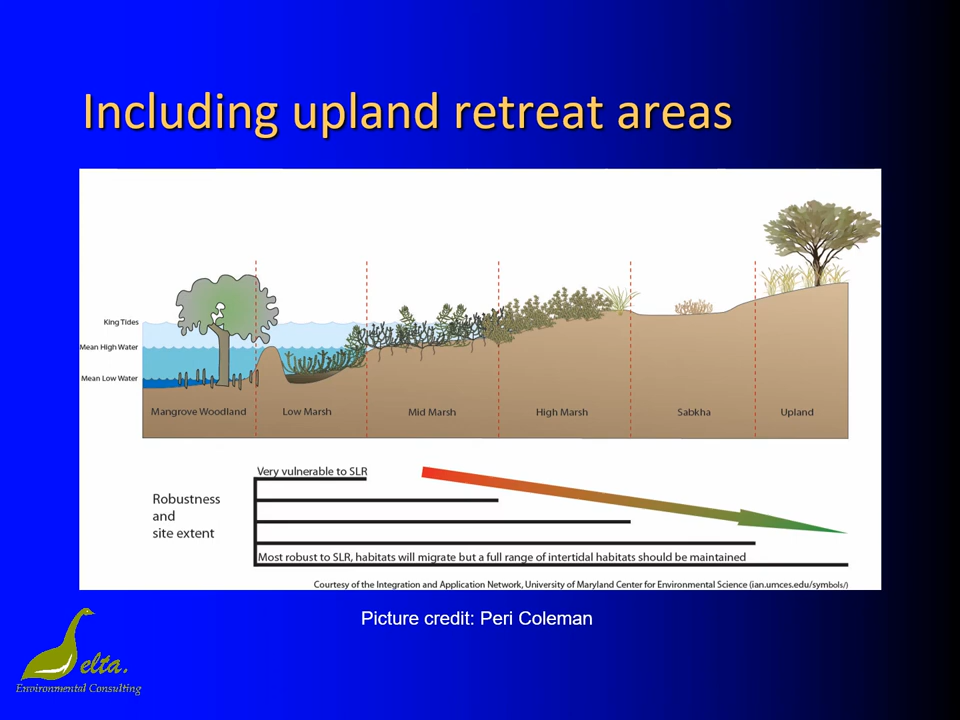 Including upland retreat areas
King Tides
Mean High Water
Mean Low Water
Mangrove Woodland
Low Marsh
Mid Marsh
High Marsh
Sabkha
Upland
Very vulnerable to SLR
Robustness
and
site extent
Most robust to SLR, habitats will migrate but a full range of intertidal habitats should be maintained
Courtesy of the Integration and Application Network, University of Maryland Center for Environmental Science (ian.umces.edu/symbols/)
Picture credit: Peri Coleman
elta.
Environmental Consulting